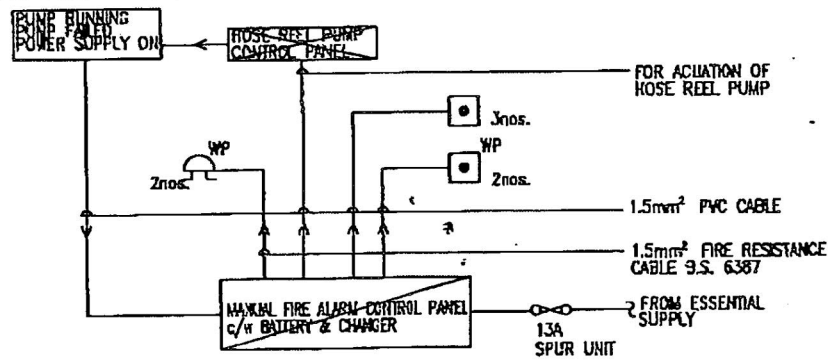 PUMP RUNNING
PUMP FAILED
POWER SUPPLY ON
HOSE REEL PUMP
CONTROL PANEL
FOR ACUATION OF
HOSE REEL PUMP
3nos.
WP
2nos.
WP
2nos.
1.5mm² PVC CABLE
1.5mm² FIRE RESISTANCE
CABLE B.S. 6387
MANUAL FIRE ALARM CONTROL PANEL
c/w BATTERY & CHANGER
FROM ESSENTIAL
SUPPLY
13A
SPUR UNIT